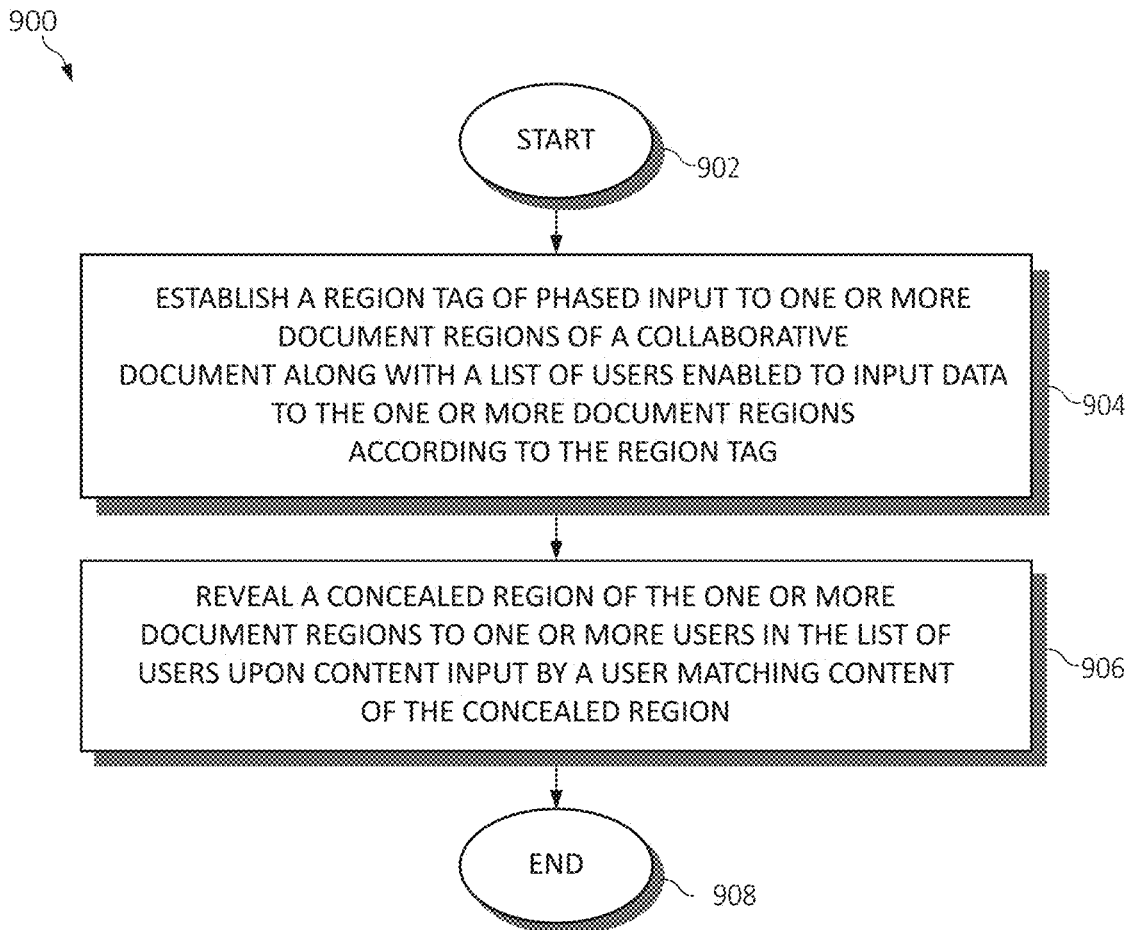 900
START
902
ESTABLISH A REGION TAG OF PHASED INPUT TO ONE OR MORE
DOCUMENT REGIONS OF A COLLABORATIVE
DOCUMENT ALONG WITH A LIST OF USERS ENABLED TO INPUT DATA
TO THE ONE OR MORE DOCUMENT REGIONS
ACCORDING TO THE REGION TAG
904
REVEAL A CONCEALED REGION OF THE ONE OR MORE
DOCUMENT REGIONS TO ONE OR MORE USERS IN THE LIST OF
USERS UPON CONTENT INPUT BY A USER MATCHING CONTENT
OF THE CONCEALED REGION
906
END
908